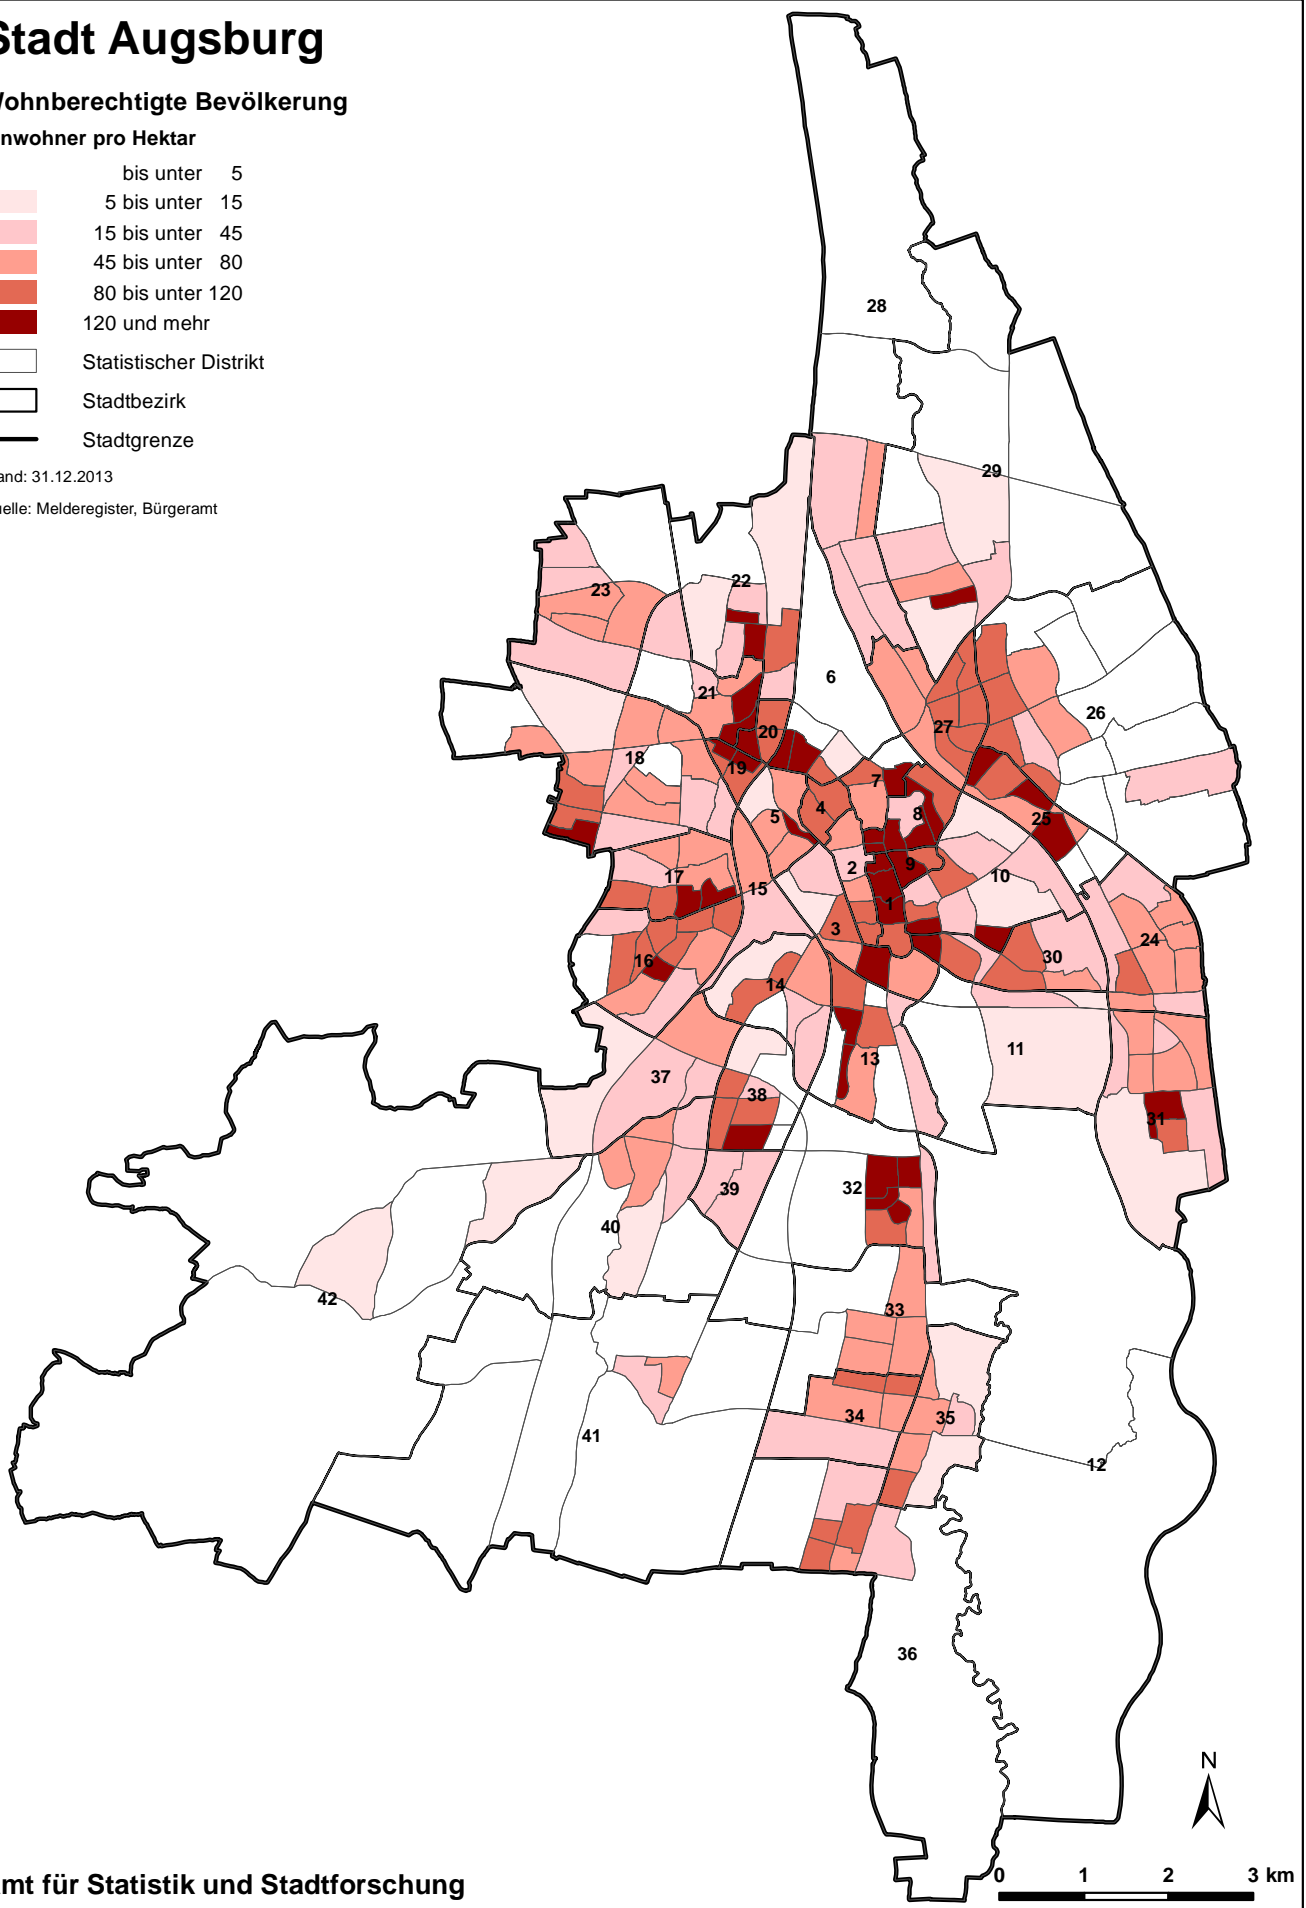 Stadt Augsburg
Wohnberechtigte Bevölkerung
nwohner pro Hektar
bis unter 5
5 bis unter 15
15 bis unter 45
45 bis unter 80
80 bis unter 120
120 und mehr
Statistischer Distrikt
Stadtbezirk
Stadtgrenze
and: 31.12.2013
uelle: Melderegister, Bürgeramt
28
29
22
23
6
21
26
20
27
18
19
7
4
5
8
25
2
9
17
10
15
1
3
24
16
30
14
11
13
37
38
31
39
32
40
42
33
34
35
41
12
36
N
0 1 2 3 km
mt für Statistik und Stadtforschung